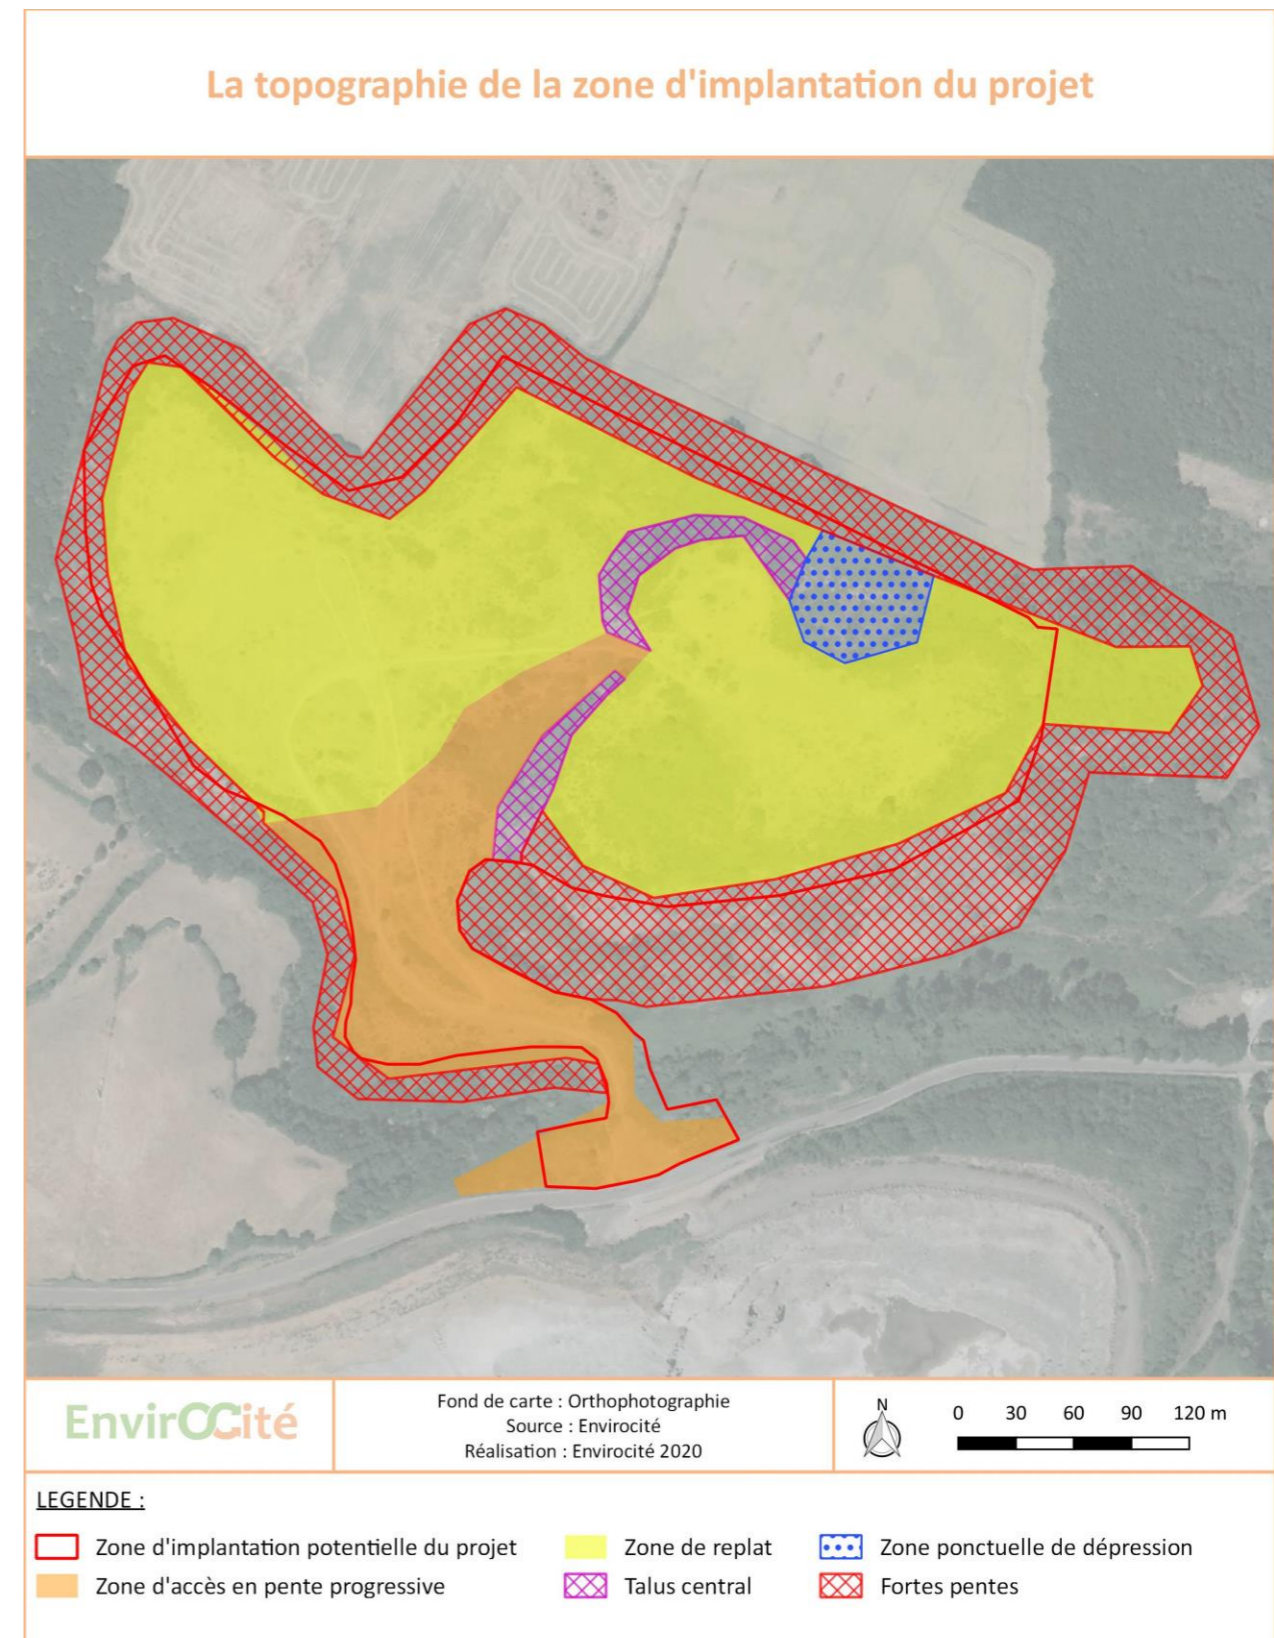 La topographie de la zone d'implantation du projet
EnvirOCité
Fond de carte : Orthophotographie
Source : Envirocité
Réalisation : Envirocité 2020
N
0 30 60 90 120 m
LEGENDE :
Zone d'implantation potentielle du projet
Zone de replat
Zone ponctuelle de dépression
Zone d'accès en pente progressive
Talus central
Fortes pentes